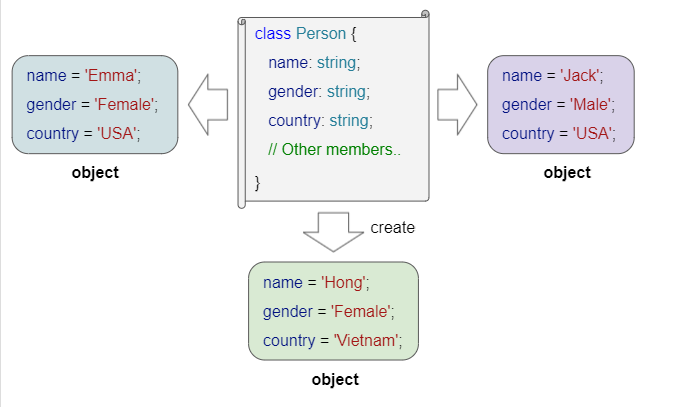 class Person {
name: string;
gender: string;
country: string;
// Other members..
}
name = 'Emma';
gender = 'Female';
country = 'USA';
object
name = 'Jack';
gender = 'Male';
country = 'USA';
object
create
name = 'Hong';
gender = 'Female';
country = 'Vietnam';
object